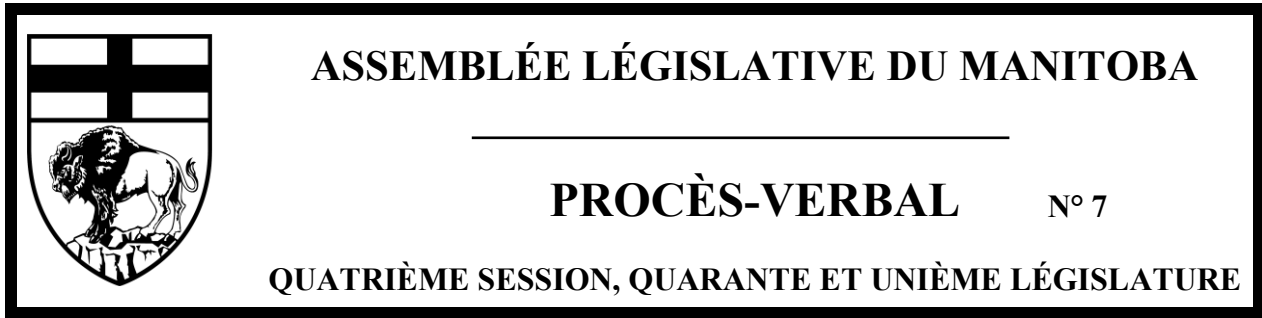 ASSEMBLÉE LÉGISLATIVE DU MANITOBA
PROCÈS-VERBAL N° 7
QUATRIÈME SESSION, QUARANTE ET UNIÈME LÉGISLATURE